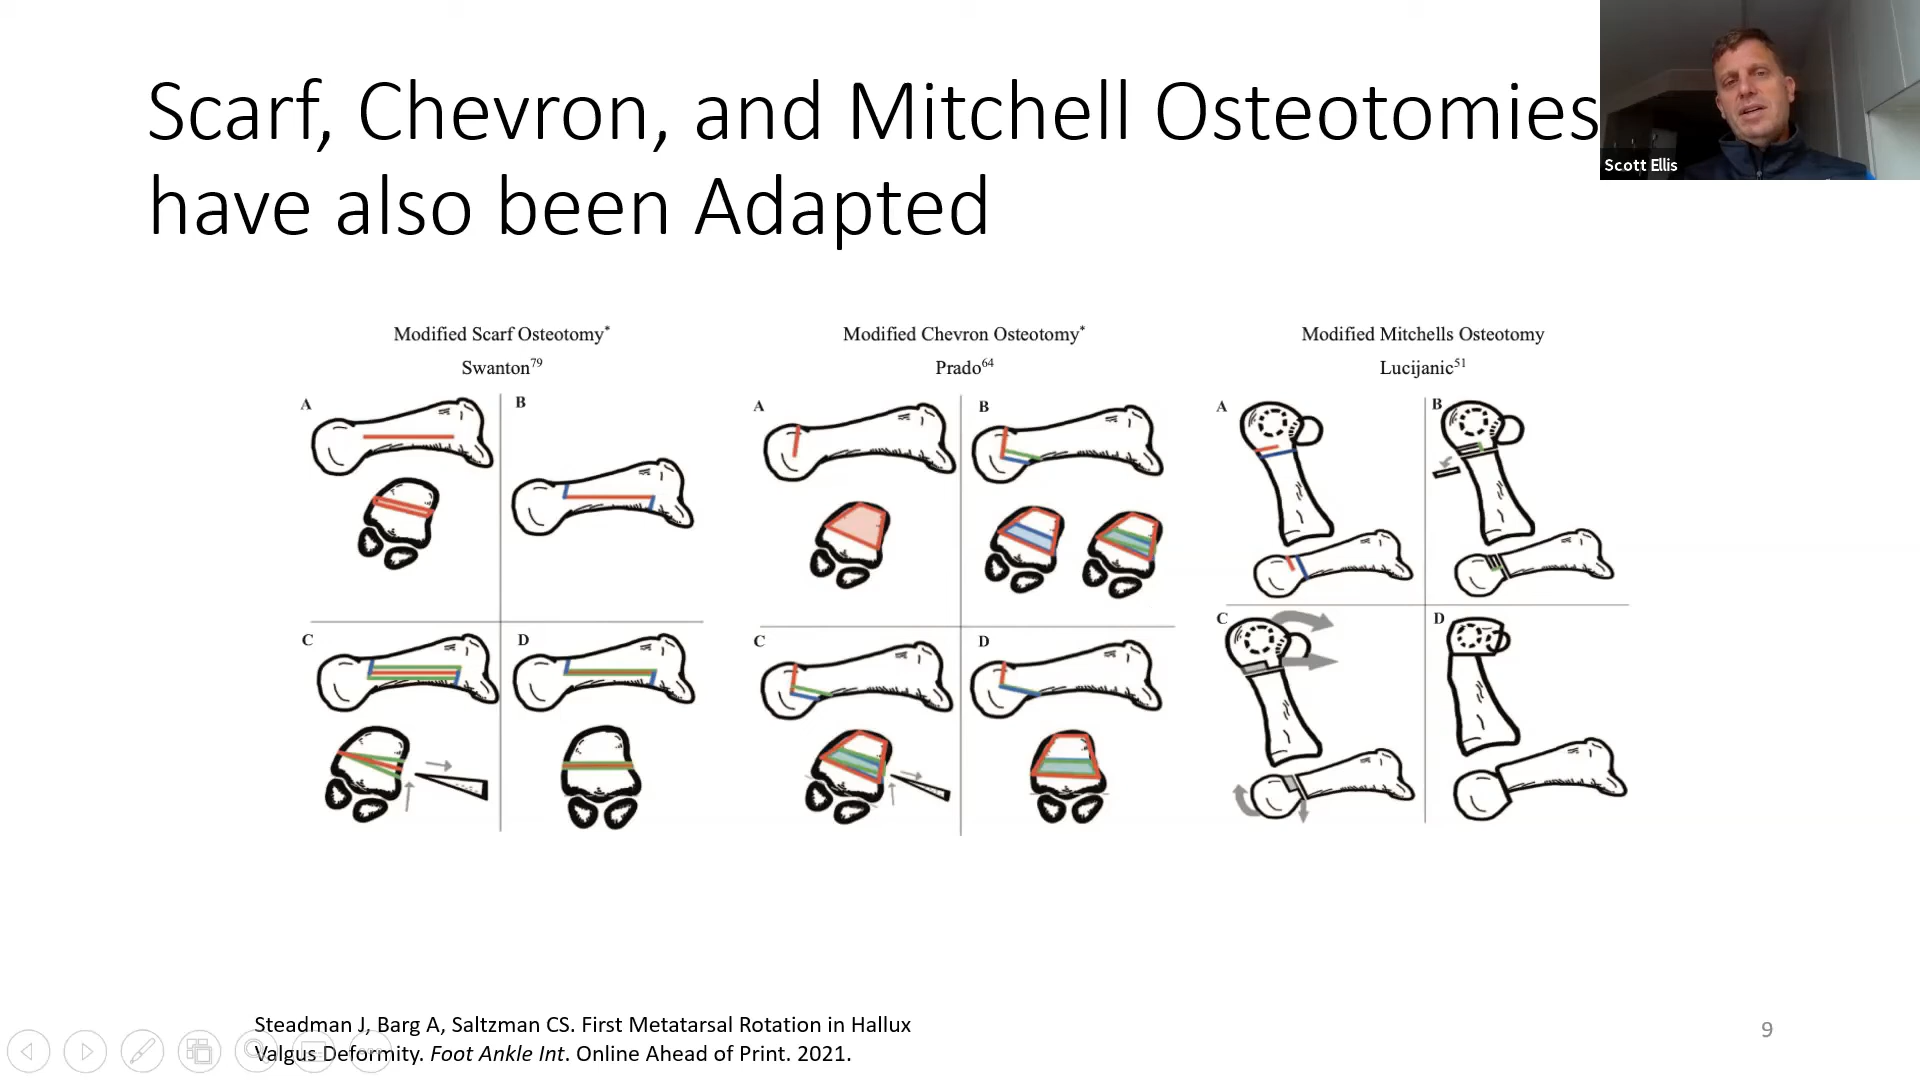 Scarf, Chevron, and Mitchell Osteotomies
have also been Adapted
Scott Ellis
Modified Scarf Osteotomy*
Swanton79
A
B
C
D
Modified Chevron Osteotomy*
Prado64
A
B
C
D
Modified Mitchells Osteotomy
Lucijanic51
A
B
C
D
Steadman J, Barg A, Saltzman CS. First Metatarsal Rotation in Hallux
Valgus Deformity. Foot Ankle Int. Online Ahead of Print. 2021.
9